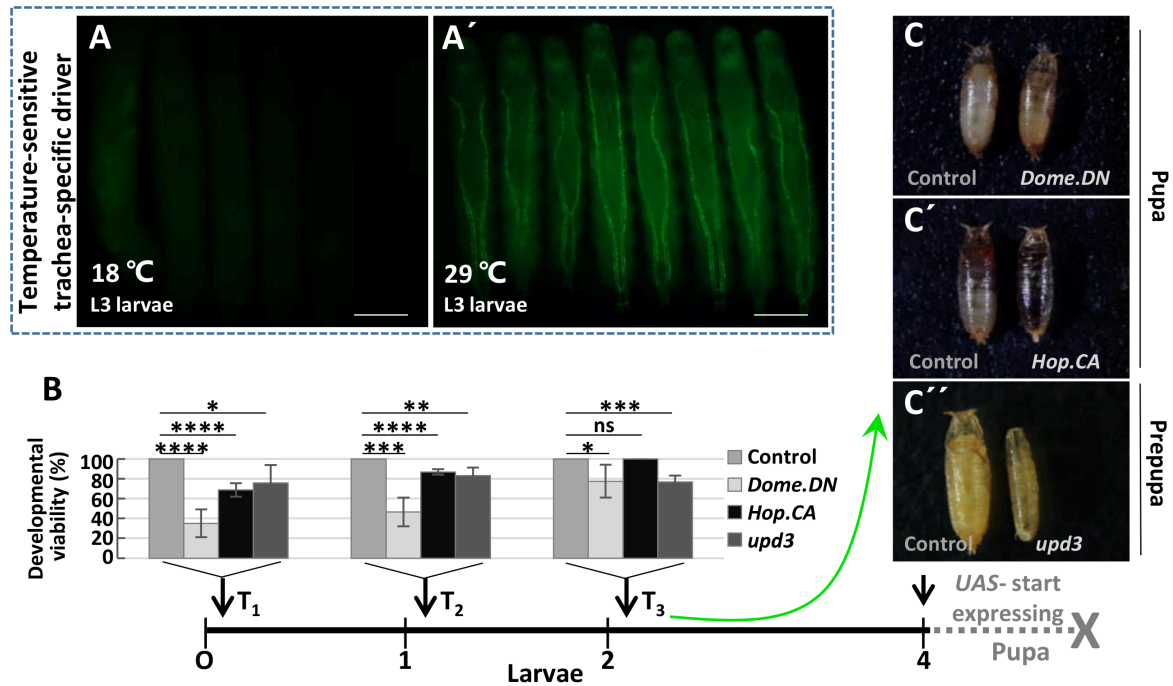 Temperature-sensitive
trachea-specific driver
A
18 ℃
L3 larvae
A´
29 ℃
L3 larvae
C
Control
Dome.DN
C´
Control
Hop.CA
Pupa
C´´
Control
upd3
Prepupa
B
Developmental
viability (%)
100
80
60
40
20
0
*
****
****
**
****
***
***
ns
*
Control
Dome.DN
Hop.CA
upd3
T1
T2
T3
UAS- start
expressing
X
Pupa
0
1
2
4
Larvae